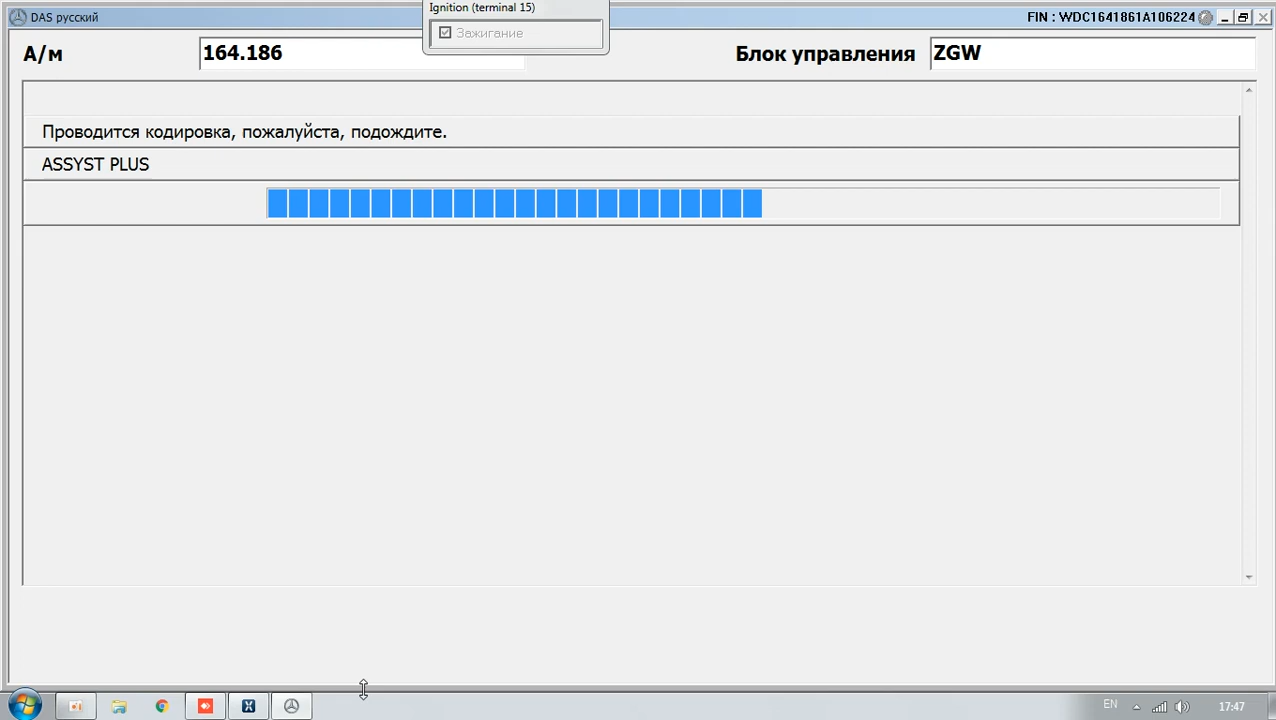 DAS русский
Ignition (terminal 15)
FIN : WDC1641861A106224
Зажигание
А/м
164.186
Блок управления
ZGW
Проводится кодировка, пожалуйста, подождите.
ASSYST PLUS
EN
17:47